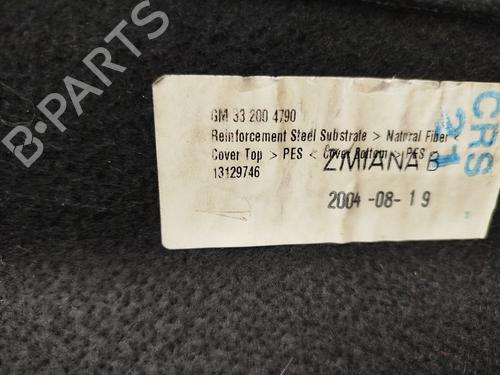 GM 33 200 4790
Reinforcement Steel Substrate > Natural Fiber <
Cover Top > PES < Cover Bottom > PES <
13129746
ZMIANA B
2004-08-19
CRS
21
B-PARTS